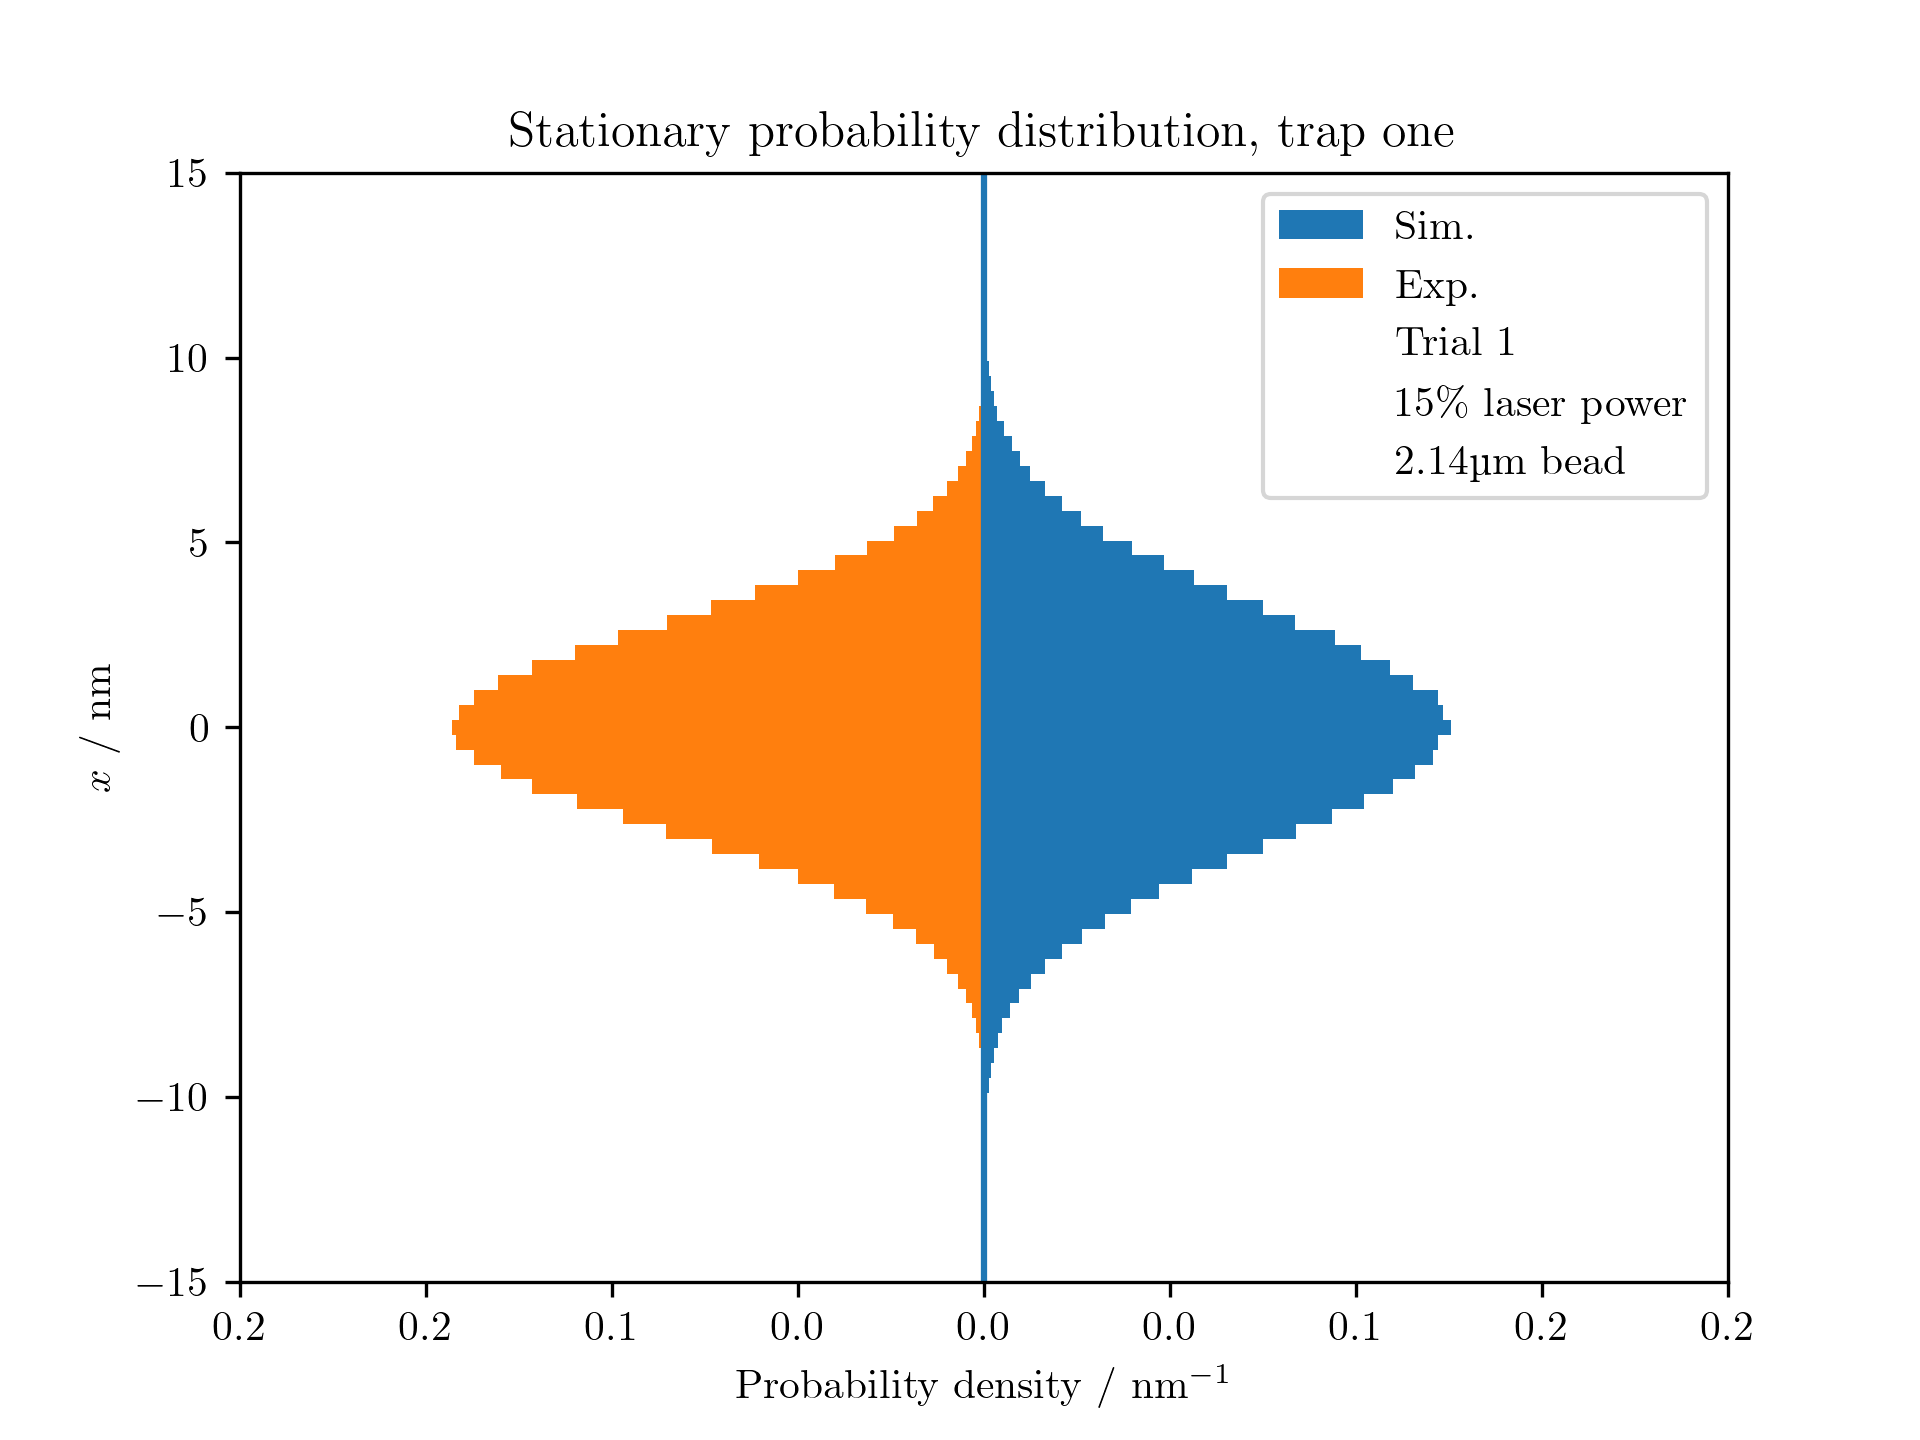 Stationary probability distribution, trap one
15
10
5
0
−5
−10
−15
x / nm
Sim.
Exp.
Trial 1
15% laser power
2.14µm bead
0.2 0.2 0.1 0.0 0.0 0.0 0.1 0.2 0.2
Probability density / nm⁻¹